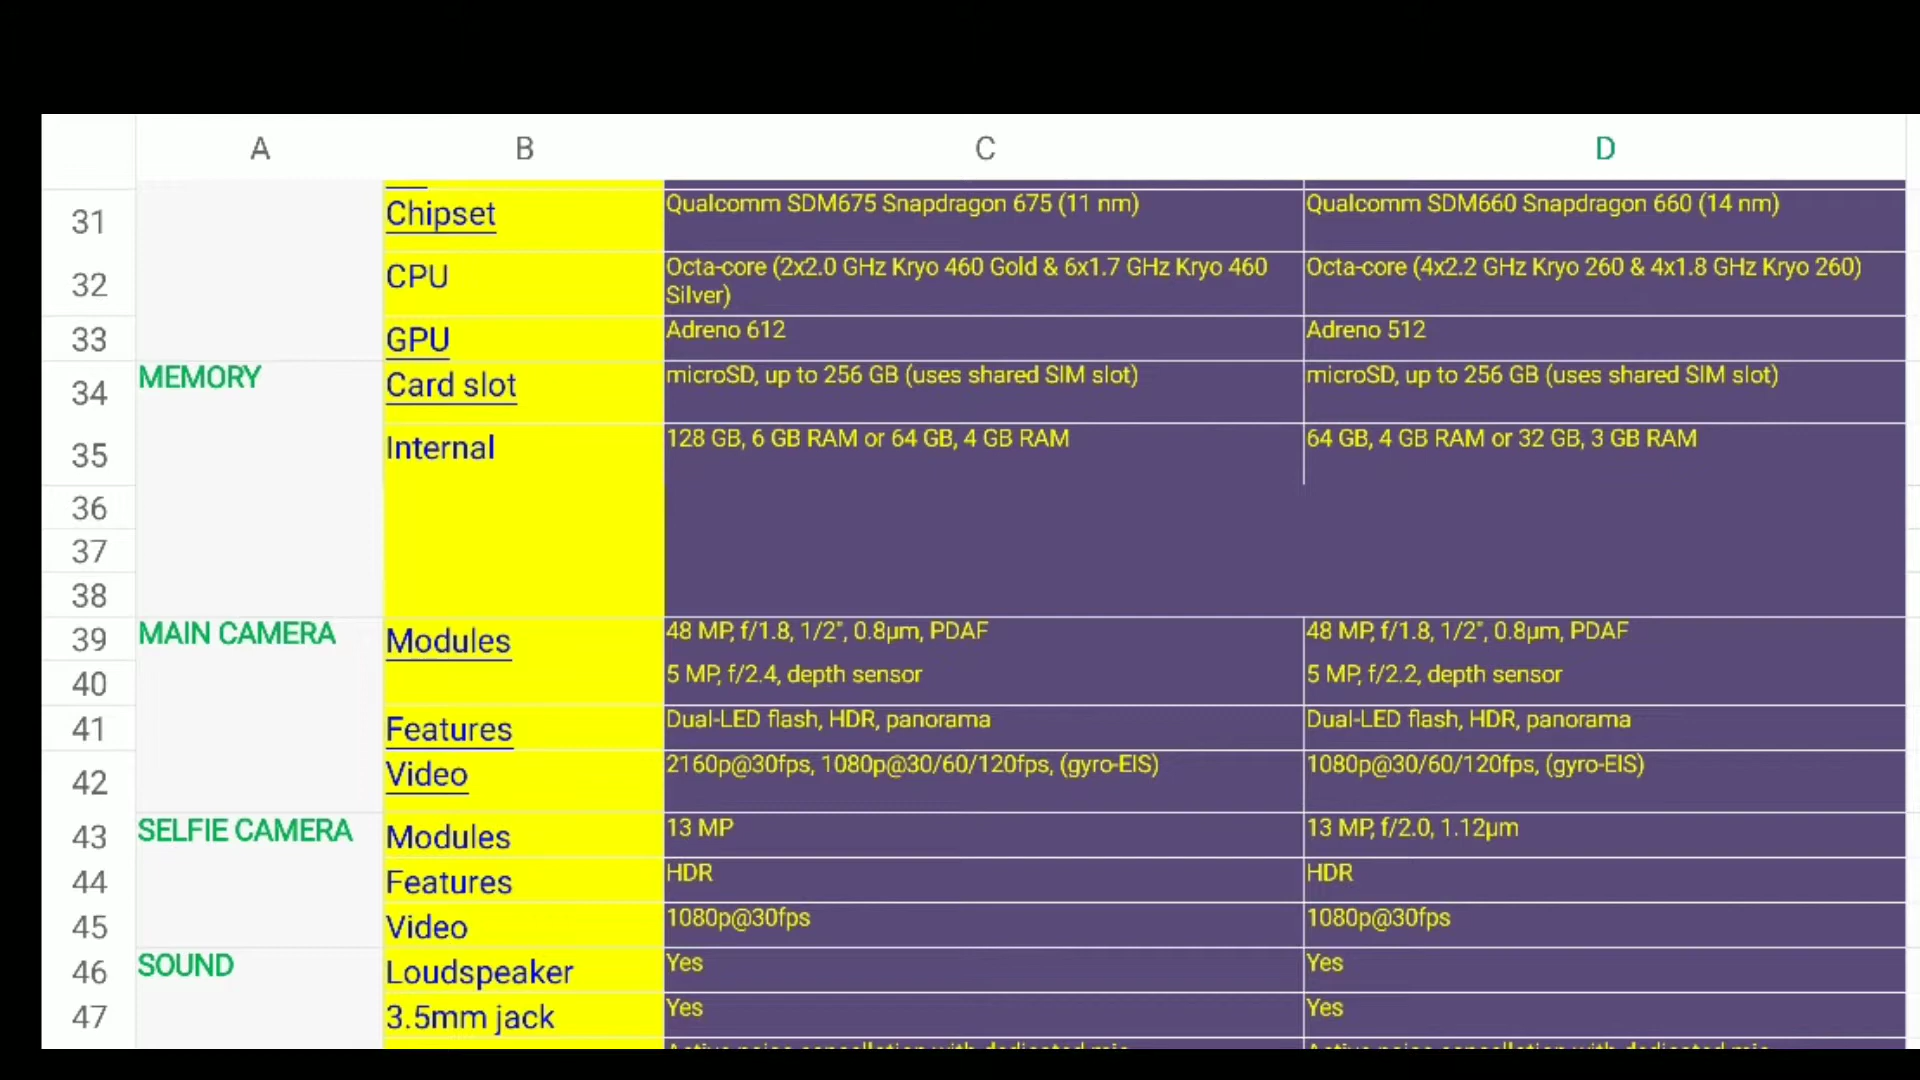 A B C D
31 Chipset Qualcomm SDM675 Snapdragon 675 (11 nm) Qualcomm SDM660 Snapdragon 660 (14 nm)
32 CPU Octa-core (2x2.0 GHz Kryo 460 Gold & 6x1.7 GHz Kryo 460 Silver) Octa-core (4x2.2 GHz Kryo 260 & 4x1.8 GHz Kryo 260)
33 GPU Adreno 612 Adreno 512
34 MEMORY Card slot microSD, up to 256 GB (uses shared SIM slot) microSD, up to 256 GB (uses shared SIM slot)
35 Internal 128 GB, 6 GB RAM or 64 GB, 4 GB RAM 64 GB, 4 GB RAM or 32 GB, 3 GB RAM
36
37
38
39 MAIN CAMERA Modules 48 MP, f/1.8, 1/2", 0.8µm, PDAF 48 MP, f/1.8, 1/2", 0.8µm, PDAF
40 5 MP, f/2.4, depth sensor 5 MP, f/2.2, depth sensor
41 Features Dual-LED flash, HDR, panorama Dual-LED flash, HDR, panorama
42 Video 2160p@30fps, 1080p@30/60/120fps, (gyro-EIS) 1080p@30/60/120fps, (gyro-EIS)
43 SELFIE CAMERA Modules 13 MP 13 MP, f/2.0, 1.12µm
44 Features HDR HDR
45 Video 1080p@30fps 1080p@30fps
46 SOUND Loudspeaker Yes Yes
47 3.5mm jack Yes Yes